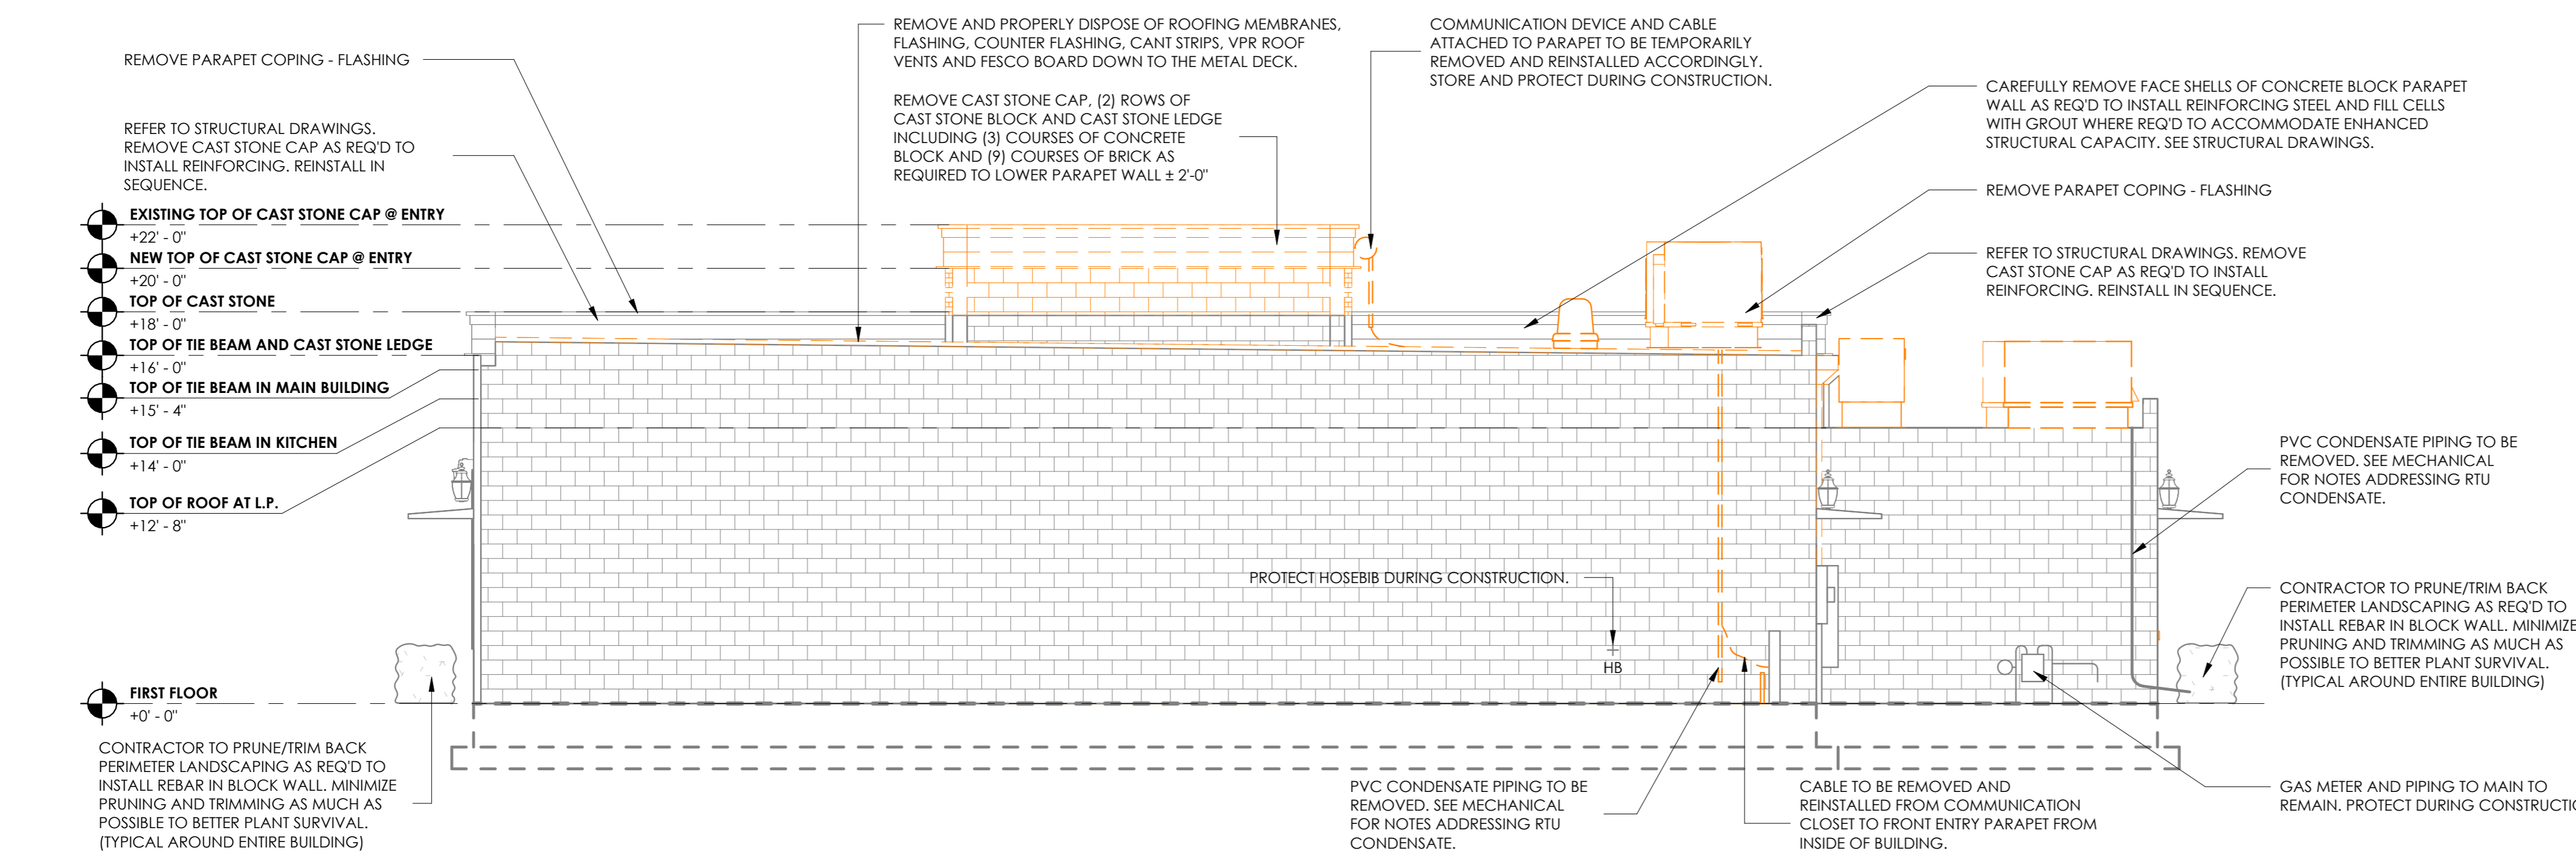 REMOVE PARAPET COPING - FLASHING
REFER TO STRUCTURAL DRAWINGS.
REMOVE CAST STONE CAP AS REQ'D TO
INSTALL REINFORCING. REINSTALL IN
SEQUENCE.
REMOVE AND PROPERLY DISPOSE OF ROOFING MEMBRANES,
FLASHING, COUNTER FLASHING, CANT STRIPS, VPR ROOF
VENTS AND FESCO BOARD DOWN TO THE METAL DECK.
REMOVE CAST STONE CAP, (2) ROWS OF
CAST STONE BLOCK AND CAST STONE LEDGE
INCLUDING (3) COURSES OF CONCRETE
BLOCK AND (9) COURSES OF BRICK AS
REQUIRED TO LOWER PARAPET WALL ± 2'-0"
COMMUNICATION DEVICE AND CABLE
ATTACHED TO PARAPET TO BE TEMPORARILY
REMOVED AND REINSTALLED ACCORDINGLY.
STORE AND PROTECT DURING CONSTRUCTION.
CAREFULLY REMOVE FACE SHELLS OF CONCRETE BLOCK PARAPET
WALL AS REQ'D TO INSTALL REINFORCING STEEL AND FILL CELLS
WITH GROUT WHERE REQ'D TO ACCOMMODATE ENHANCED
STRUCTURAL CAPACITY. SEE STRUCTURAL DRAWINGS.
REMOVE PARAPET COPING - FLASHING
REFER TO STRUCTURAL DRAWINGS. REMOVE
CAST STONE CAP AS REQ'D TO INSTALL
REINFORCING. REINSTALL IN SEQUENCE.
EXISTING TOP OF CAST STONE CAP @ ENTRY
+22' - 0"
NEW TOP OF CAST STONE CAP @ ENTRY
+20' - 0"
TOP OF CAST STONE
+18' - 0"
TOP OF TIE BEAM AND CAST STONE LEDGE
+16' - 0"
TOP OF TIE BEAM IN MAIN BUILDING
+15' - 4"
TOP OF TIE BEAM IN KITCHEN
+14' - 0"
TOP OF ROOF AT L.P.
+12' - 8"
FIRST FLOOR
+0' - 0"
PROTECT HOSEBIB DURING CONSTRUCTION.
HB
PVC CONDENSATE PIPING TO BE
REMOVED. SEE MECHANICAL
FOR NOTES ADDRESSING RTU
CONDENSATE.
CONTRACTOR TO PRUNE/TRIM BACK
PERIMETER LANDSCAPING AS REQ'D TO
INSTALL REBAR IN BLOCK WALL. MINIMIZE
PRUNING AND TRIMMING AS MUCH AS
POSSIBLE TO BETTER PLANT SURVIVAL.
(TYPICAL AROUND ENTIRE BUILDING)
CONTRACTOR TO PRUNE/TRIM BACK
PERIMETER LANDSCAPING AS REQ'D TO
INSTALL REBAR IN BLOCK WALL. MINIMIZE
PRUNING AND TRIMMING AS MUCH AS
POSSIBLE TO BETTER PLANT SURVIVAL.
(TYPICAL AROUND ENTIRE BUILDING)
PVC CONDENSATE PIPING TO BE
REMOVED. SEE MECHANICAL
FOR NOTES ADDRESSING RTU
CONDENSATE.
CABLE TO BE REMOVED AND
REINSTALLED FROM COMMUNICATION
CLOSET TO FRONT ENTRY PARAPET FROM
INSIDE OF BUILDING.
GAS METER AND PIPING TO MAIN TO
REMAIN. PROTECT DURING